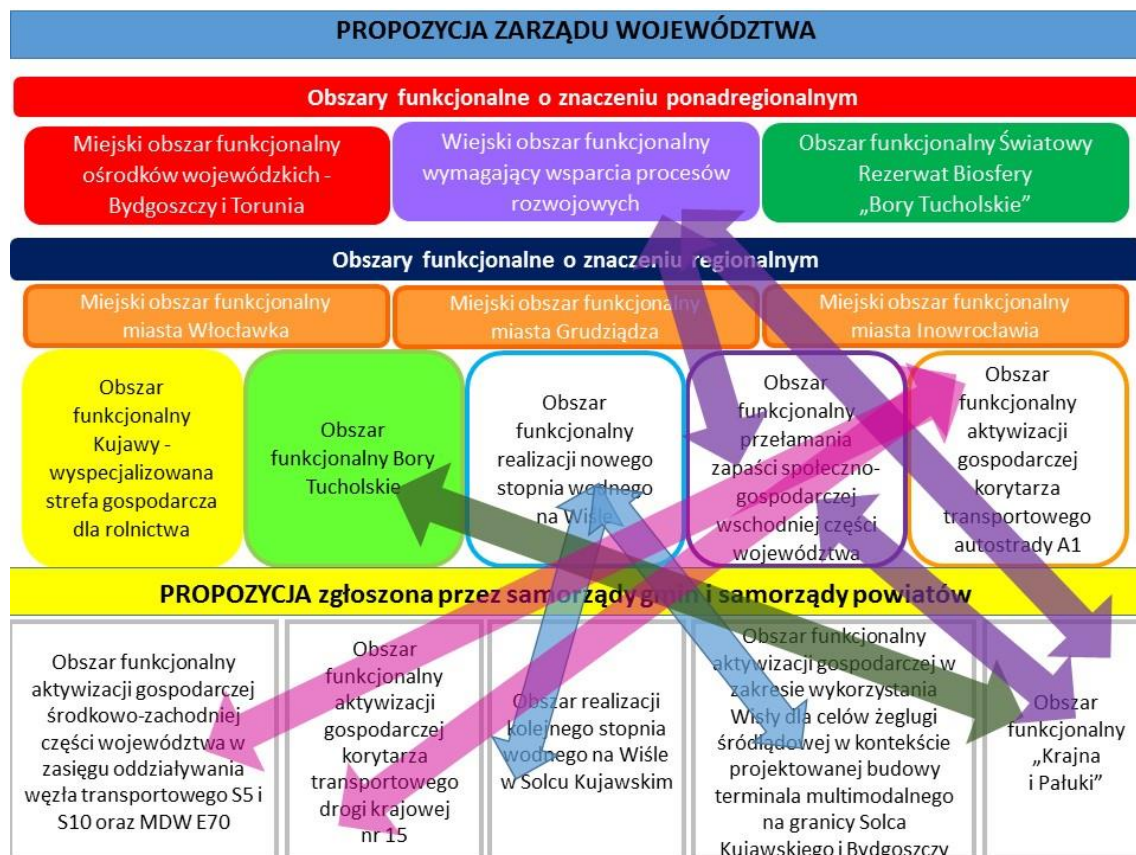 PROPOZYCJA ZARZĄDU WOJEWÓDZTWA
Obszary funkcjonalne o znaczeniu ponadregionalnym
Miejski obszar funkcjonalny
ośrodków wojewódzkich -
Bydgoszczy i Torunia
Wiejski obszar funkcjonalny
wymagający wsparcia procesów
rozwojowych
Obszar funkcjonalny Światowy
Rezerwat Biosfery
„Bory Tucholskie”
Obszary funkcjonalne o znaczeniu regionalnym
Miejski obszar funkcjonalny
miasta Włocławka
Miejski obszar funkcjonalny
miasta Grudziądza
Miejski obszar funkcjonalny
miasta Inowrocławia
Obszar
funkcjonalny
Kujawy -
wyspecjalizowana
strefa gospodarcza
dla rolnictwa
Obszar
funkcjonalny Bory
Tucholskie
Obszar
funkcjonalny
realizacji nowego
stopnia wodnego
na Wiśle
Obszar
funkcjonalny
przełamania
zapaści społeczno-
gospodarczej
wschodniej części
województwa
Obszar
funkcjonalny
aktywizacji
gospodarczej
korytarza
transportowego
autostrady A1
PROPOZYCJA zgłoszona przez samorządy gmin i samorządy powiatów
Obszar funkcjonalny
aktywizacji gospodarczej
środkowo-zachodniej
części województwa w
zasięgu oddziaływania
węzła transportowego S5 i
S10 oraz MDW E70
Obszar
funkcjonalny
aktywizacji
gospodarczej
korytarza
transportowego
drogi krajowej
nr 15
Obszar realizacji
kolejnego stopnia
wodnego na Wiśle
w Solcu Kujawskim
Obszar funkcjonalny
aktywizacji gospodarczej w
zakresie wykorzystania
Wisły dla celów żeglugi
śródlądowej w kontekście
projektowanej budowy
terminala multimodalnego
na granicy Solca
Kujawskiego i Bydgoszczy
Obszar
funkcjonalny
„Krajna
i Pałuki”